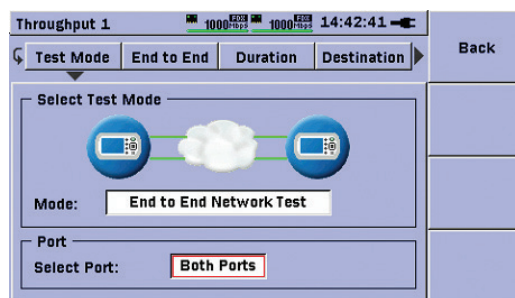 Throughput 1 1000 FDX Mbps 1000 FDX Mbps 14:42:41
Test Mode End to End Duration Destination
Back
Select Test Mode
Mode: End to End Network Test
Port
Select Port: Both Ports